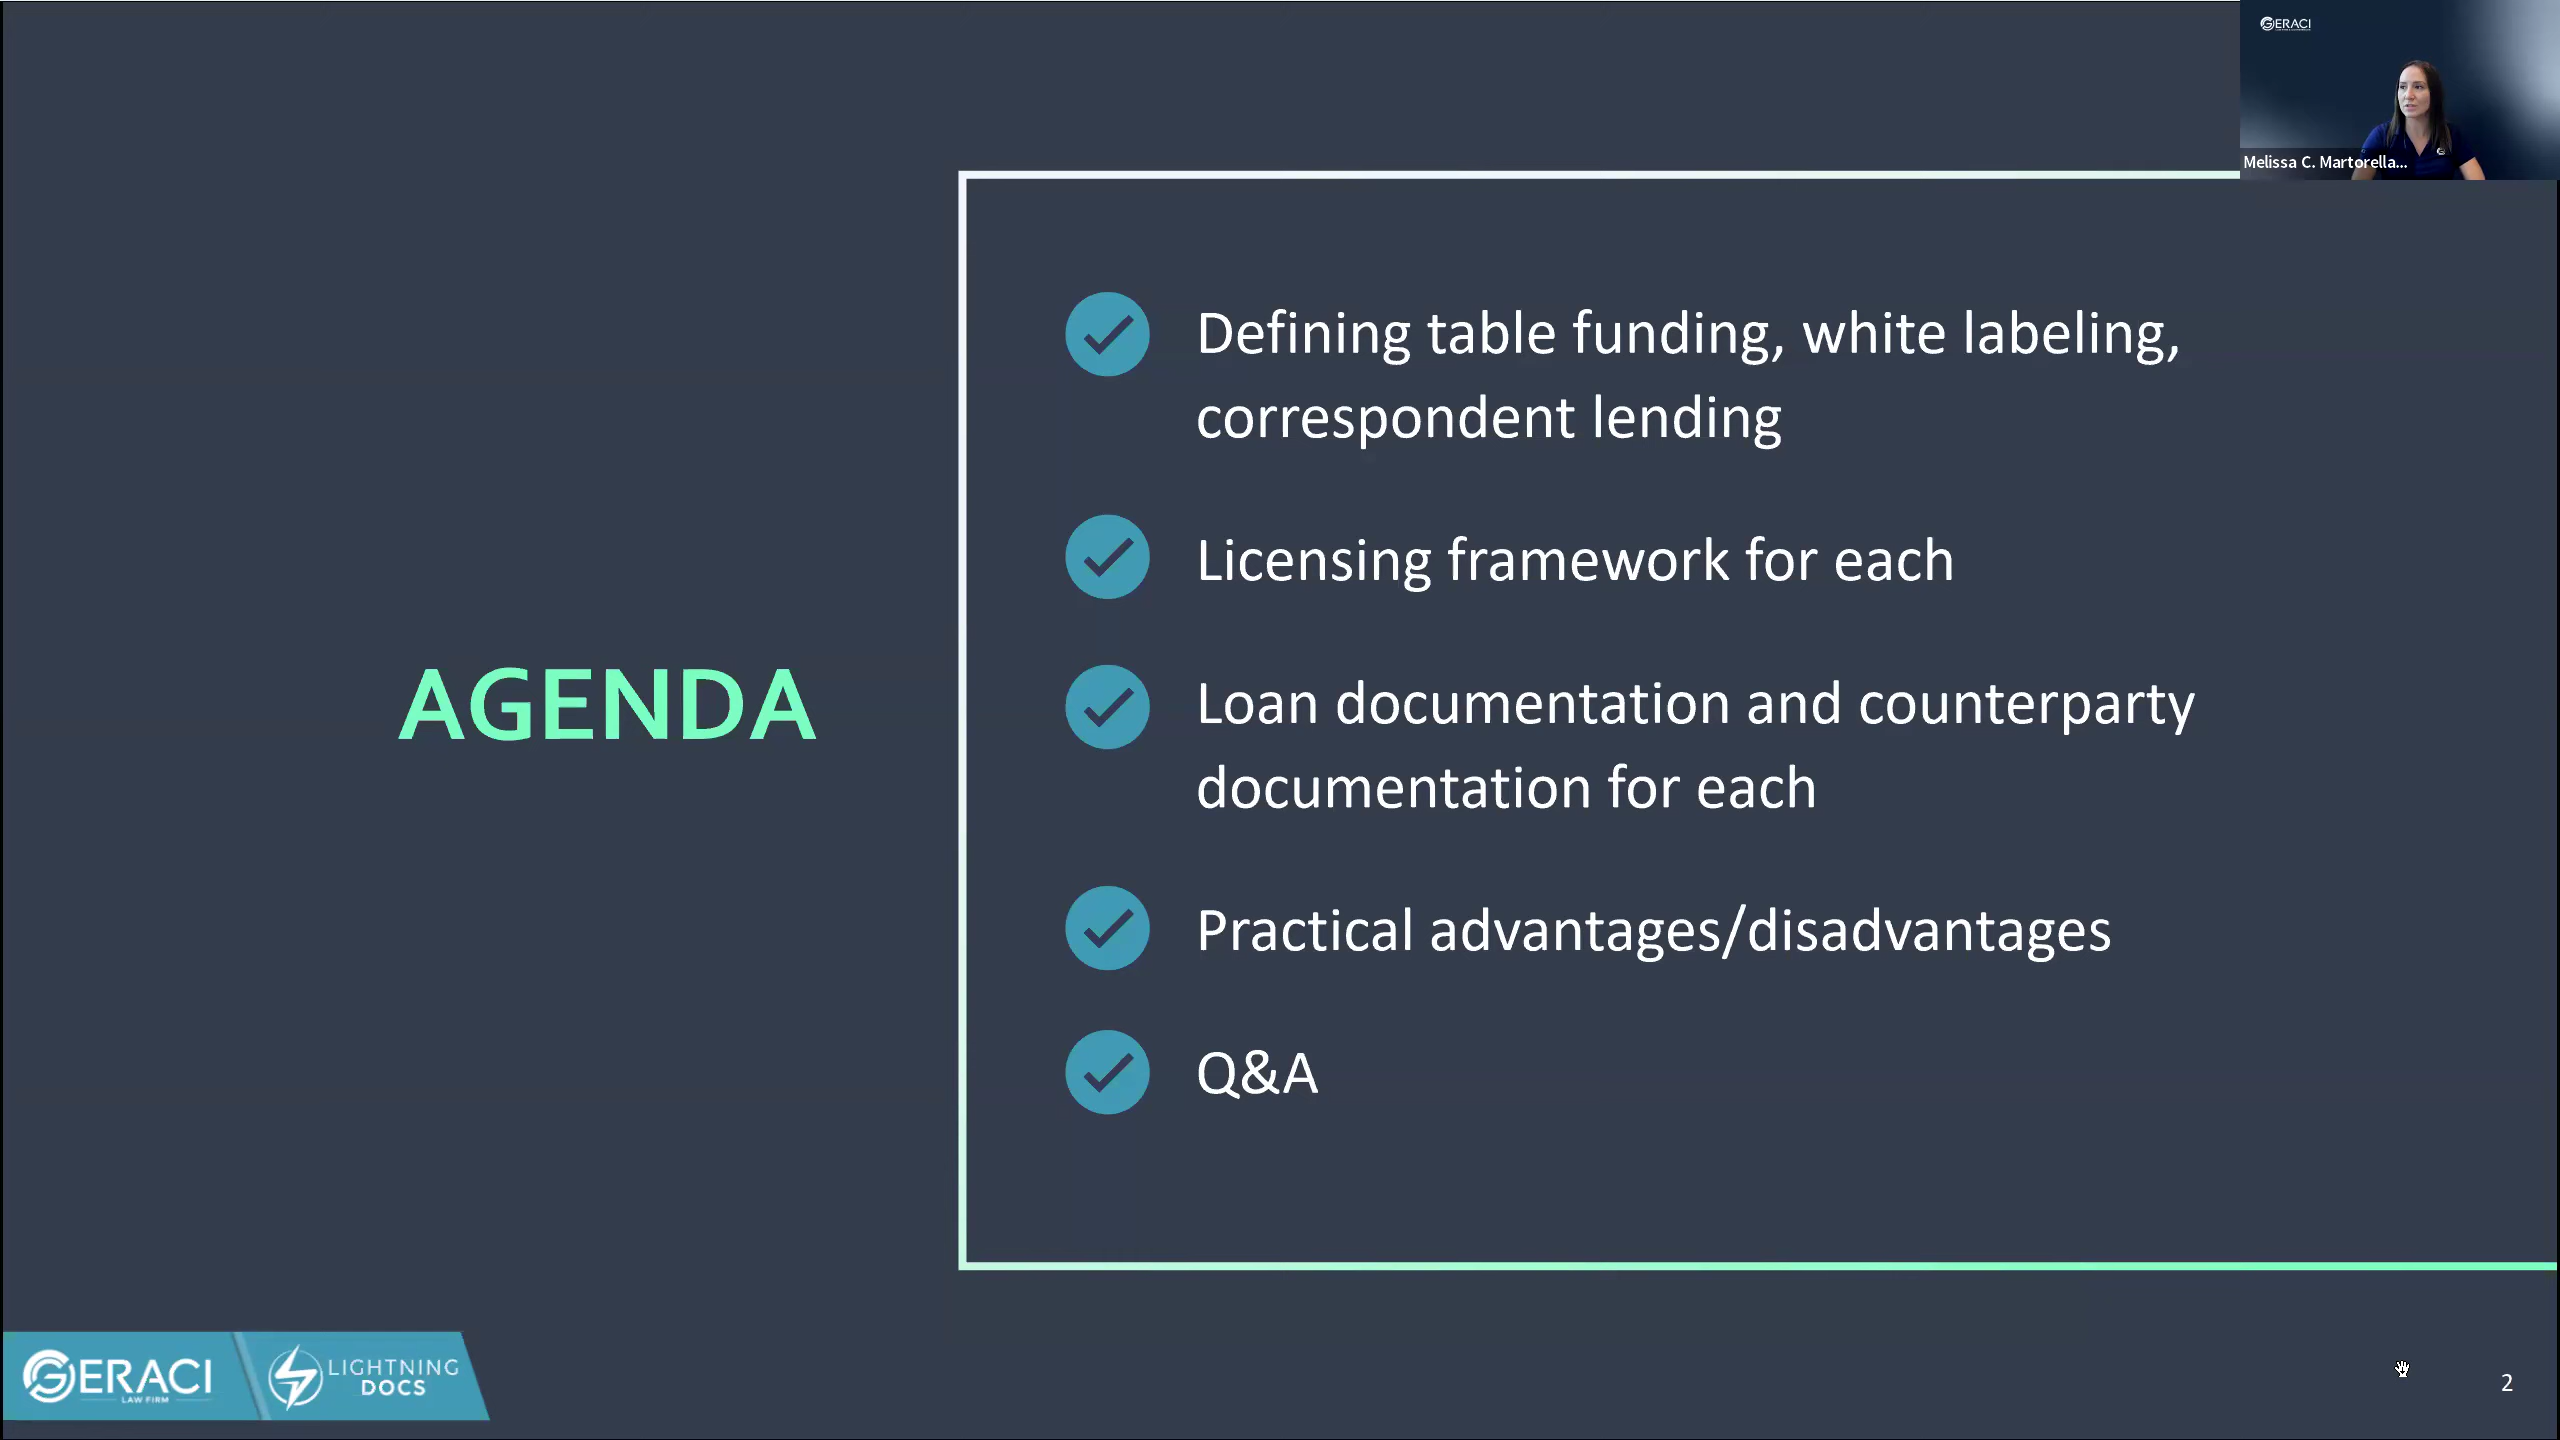 GERACI
Melissa C. Martorella...
Defining table funding, white labeling,
correspondent lending
Licensing framework for each
AGENDA
Loan documentation and counterparty
documentation for each
Practical advantages/disadvantages
Q&A
GERACI
LAW FIRM
LIGHTNING
DOCS
2